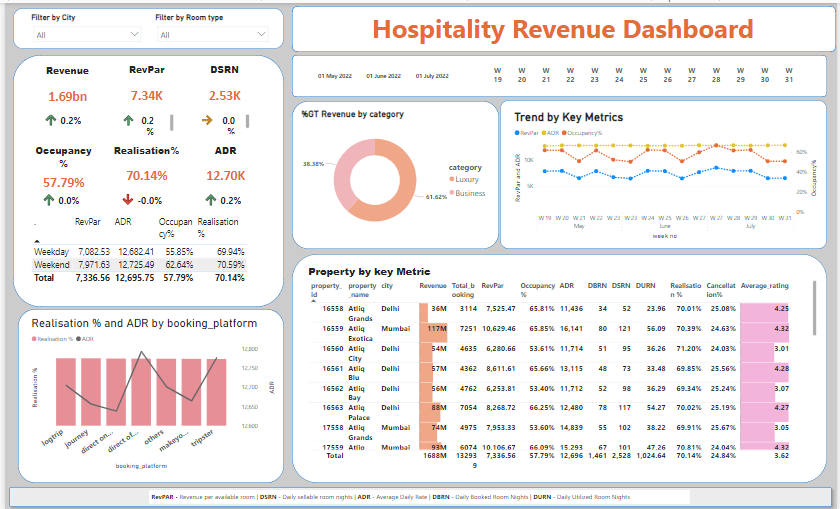 Filter by City
Filter by Room type
All
All
Hospitality Revenue Dashboard
01 May 2022 01 June 2022 01 July 2022
W 19 W 20 W 21 W 22 W 23 W 24 W 25 W 26 W 27 W 28 W 29 W 30 W 31
Revenue RevPar DSRN
1.69bn 7.34K 2.53K
0.2% 0.2 % 0.0 %
Occupancy % Realisation% ADR
57.79% 70.14% 12.70K
0.0% -0.0% 0.2%
RevPar ADR Occupan cy% Realisation %
Weekday 7,082.53 12,682.41 55.85% 69.94%
Weekend 7,971.63 12,725.49 62.64% 70.59%
Total 7,336.56 12,695.75 57.79% 70.14%
%GT Revenue by category
38.38%
61.62%
category
Luxury
Business
Trend by Key Metrics
RevPar ADR Occupancy%
RevPar and ADR
10K
5K
Occupancy%
60%
40%
20%
0%
W 19 W 20 W 21 W 22 W 23 W 24 W 25 W 26 W 27 W 28 W 29 W 30 W 31
May June July
week no
Realisation % and ADR by booking_platform
Realisation % ADR
Realisation %
12,800
12,750
12,700
12,650
12,600
ADR
logtrip journey direct on... direct of... others makeyo... tripster
booking_platform
Property by key Metric
property_ id property _name city Revenue Total_b ooking RevPar Occupancy % ADR DBRN DSRN DURN Realisatio n % Cancellat ion% Average_rating
16558 Atliq Grands Delhi 36M 3114 7,525.47 65.81% 11,436 34 52 23.96 70.01% 25.08% 4.25
16559 Atliq Exotica Mumbai 117M 7251 10,629.46 65.85% 16,141 80 121 56.09 70.39% 24.63% 4.32
16560 Atliq City Delhi 54M 4635 6,280.66 53.61% 11,714 51 95 36.26 71.20% 24.03% 3.01
16561 Atliq Blu Delhi 57M 4362 8,611.61 65.66% 13,115 48 73 33.48 69.85% 25.56% 4.28
16562 Atliq Bay Delhi 56M 4762 6,253.81 53.40% 11,712 52 98 36.29 69.34% 25.24% 3.07
16563 Atliq Palace Delhi 88M 7054 8,268.72 66.25% 12,480 78 117 54.27 70.02% 25.19% 4.27
17558 Atliq Grands Mumbai 74M 4975 7,953.33 53.60% 14,839 55 102 38.22 69.91% 25.67% 3.05
17559 Atliq Mumbai 93M 6074 10,106.67 66.09% 15,293 67 101 47.26 70.81% 24.04% 4.32
Total 1688M 13293 9 7,336.56 57.79% 12,696 1,461 2,528 1,024.64 70.14% 24.84% 3.62
RevPAR - Revenue per available room | DSRN - Daily sellable room nights | ADR - Average Daily Rate | DBRN - Daily Booked Room Nights | DURN - Daily Utilized Room Nights